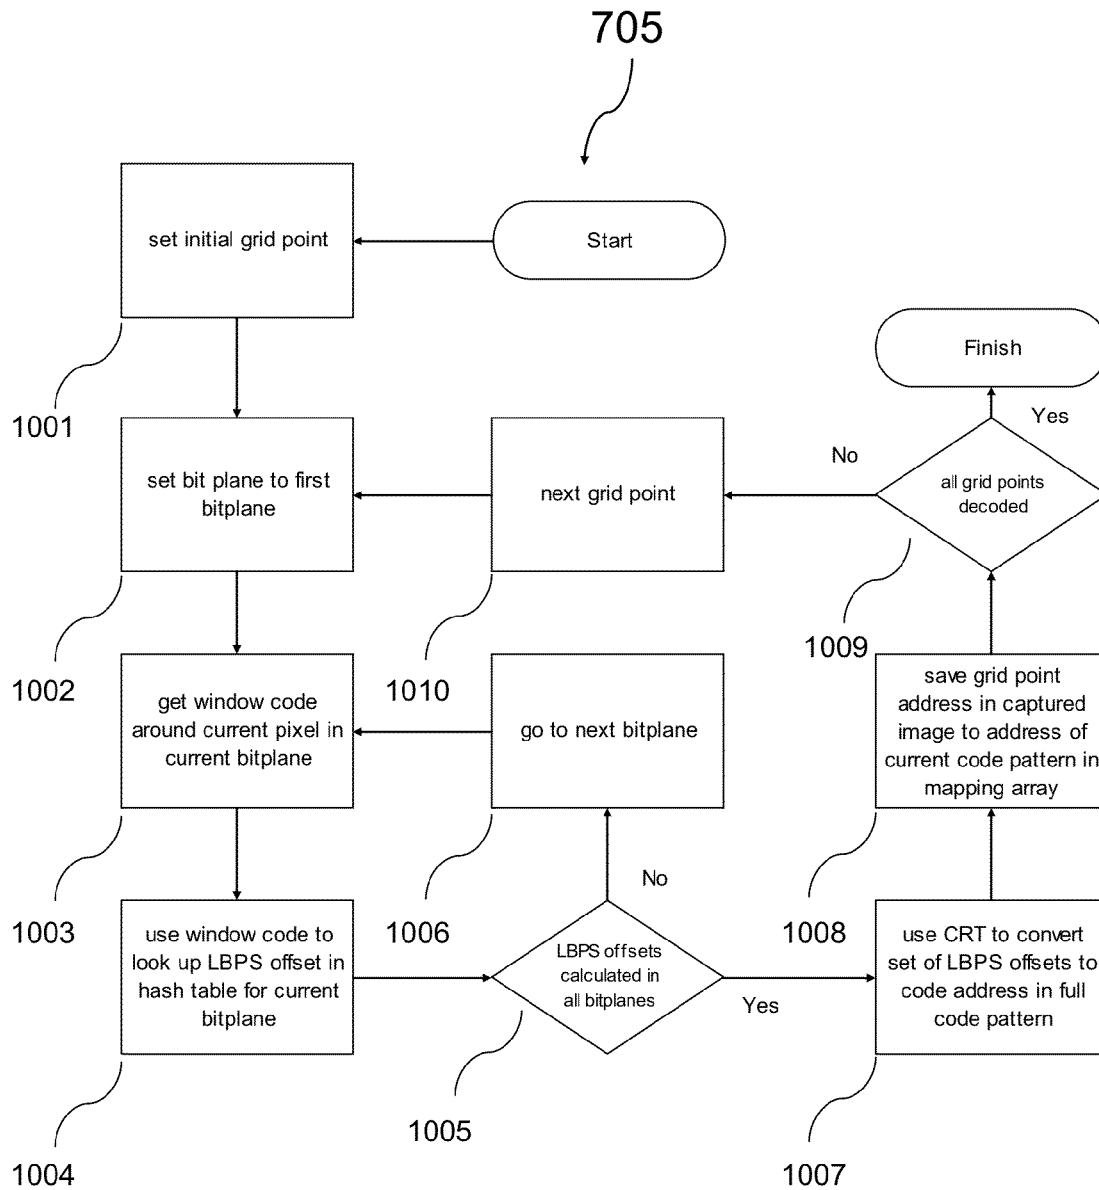 705
set initial grid point
Start
1001
Finish
Yes
set bit plane to first
bitplane
next grid point
No
all grid points
decoded
1002
1010
1009
get window code
around current pixel in
current bitplane
go to next bitplane
save grid point
address in captured
image to address of
current code pattern in
mapping array
1003
1006
No
1008
use window code to
look up LBPS offset in
hash table for current
bitplane
LBPS offsets
calculated in
all bitplanes
Yes
use CRT to convert
set of LBPS offsets to
code address in full
code pattern
1004
1005
1007